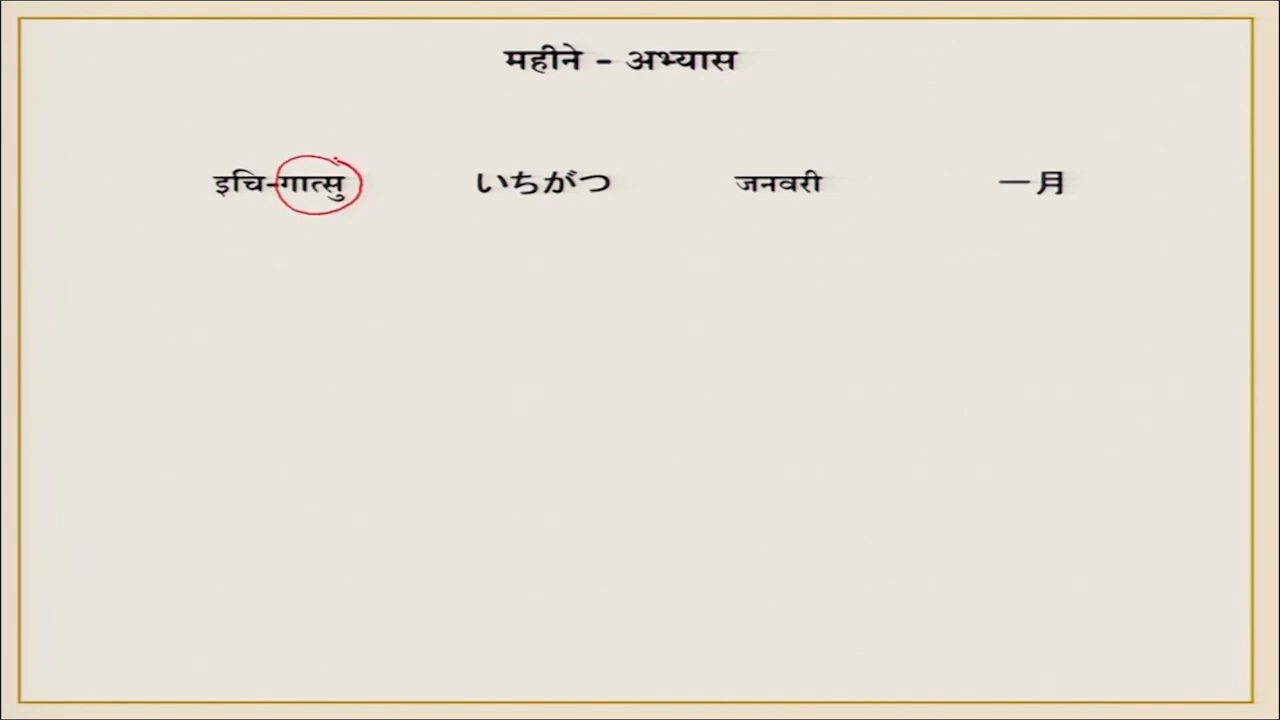 महीने - अभ्यास
इचि-गात्सु いちがつ जनवरी 一月